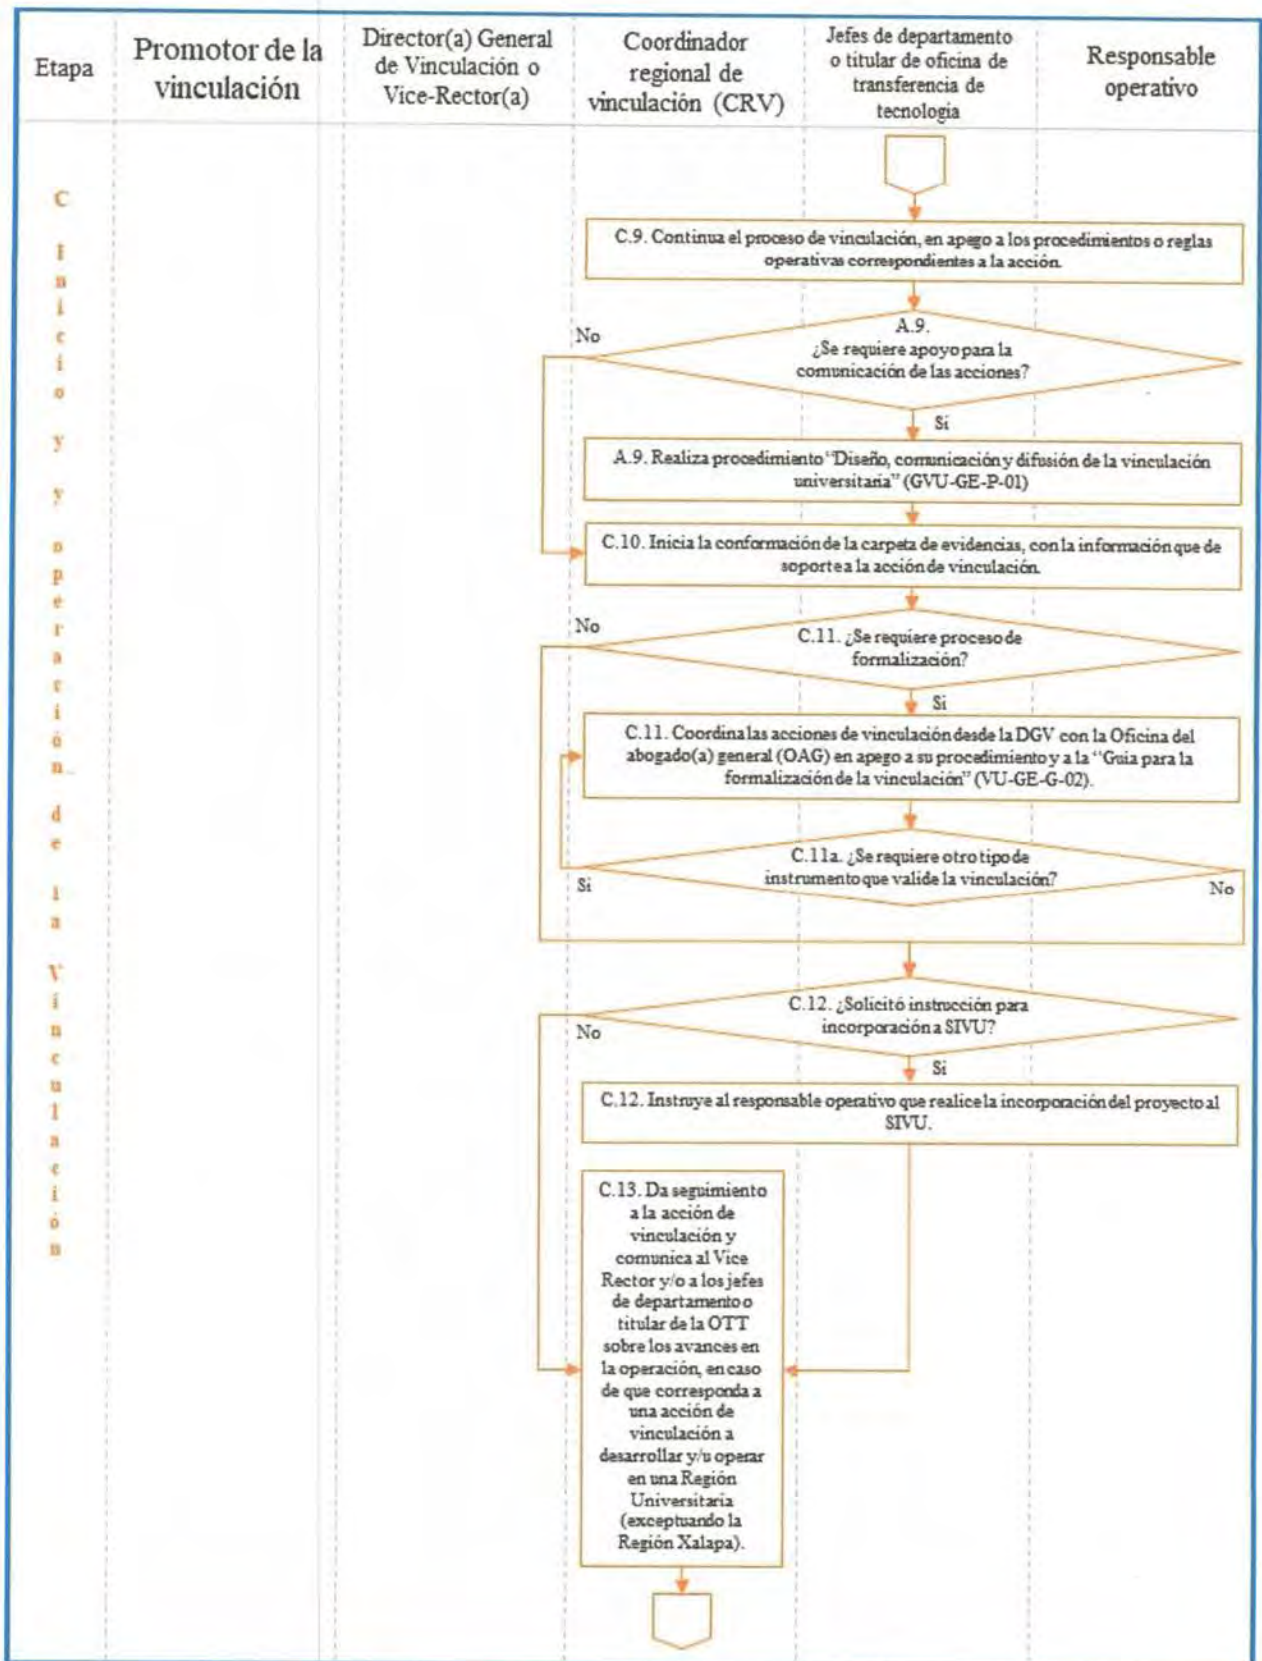 Etapa
Promotor de la
vinculación
Director(a) General
de Vinculación o
Vice-Rector(a)
Coordinador
regional de
vinculación (CRV)
Jefes de departamento
o titular de oficina de
transferencia de
tecnología
Responsable
operativo
C Inicio y operación de la Vinculación
C.9. Continua el proceso de vinculación, en apego a los procedimientos o reglas
operativas correspondientes a la acción.
A.9.
¿Se requiere apoyo para la
comunicación de las acciones?
No
Si
A.9. Realiza procedimiento "Diseño, comunicación y difusión de la vinculación
universitaria" (GVU-GE-P-01)
C.10. Inicia la conformación de la carpeta de evidencias, con la información que de
soporte a la acción de vinculación.
No
C.11. ¿Se requiere proceso de
formalización?
Si
C.11. Coordina las acciones de vinculación desde la DGV con la Oficina del
abogado(a) general (OAG) en apego a su procedimiento y a la "Guia para la
formalización de la vinculación" (VU-GE-G-02).
C.11a. ¿Se requiere otro tipo de
instrumento que valide la vinculación?
Si
No
C.12. ¿Solicitó instrucción para
incorporación a SIVU?
No
Si
C.12. Instruye al responsable operativo que realice la incorporación del proyecto al
SIVU.
C.13. Da seguimiento
a la acción de
vinculación y
comunica al Vice
Rector y/o a los jefes
de departamento o
titular de la OTT
sobre los avances en
la operación, en caso
de que corresponda a
una acción de
vinculación a
desarrollar y/u operar
en una Región
Universitaria
(exceptuando la
Región Xalapa).